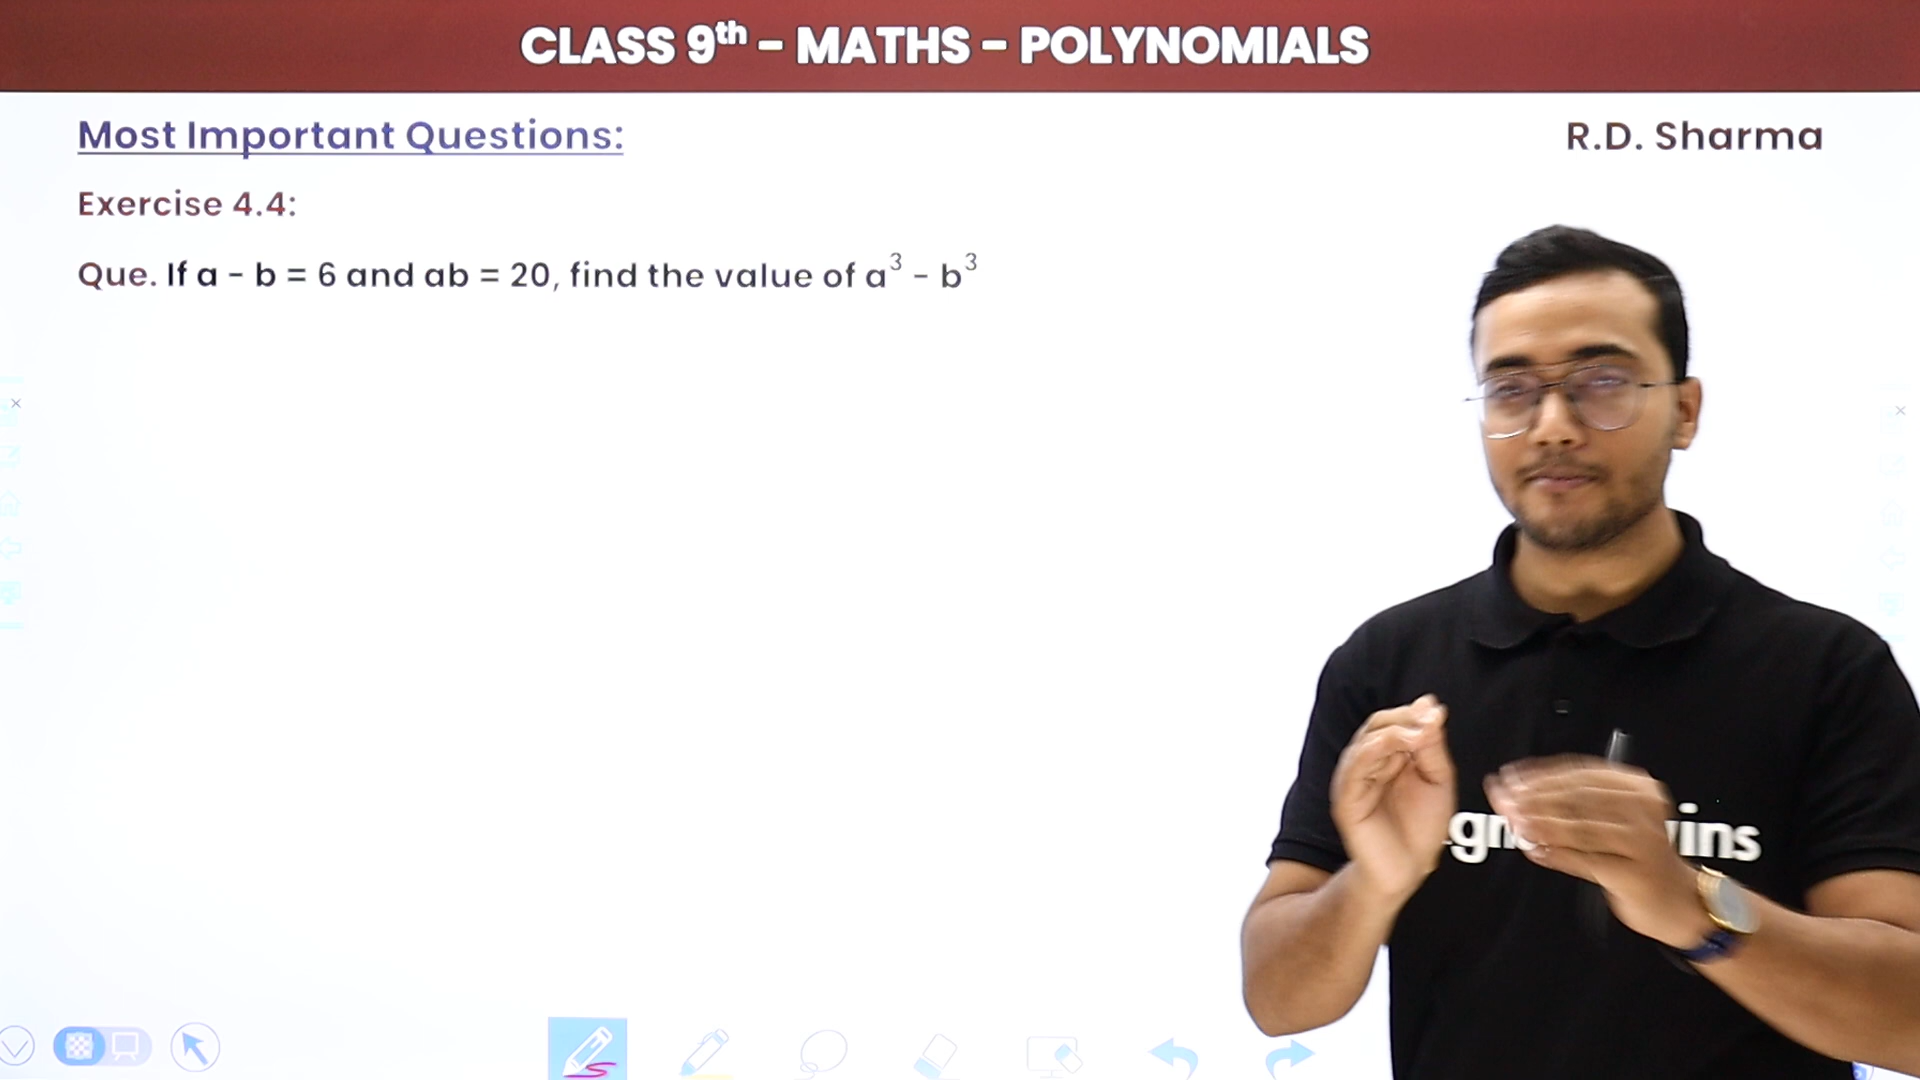 CLASS 9th - MATHS - POLYNOMIALS
Most Important Questions:
R.D. Sharma
Exercise 4.4:
Que. If a - b = 6 and ab = 20, find the value of a³ - b³